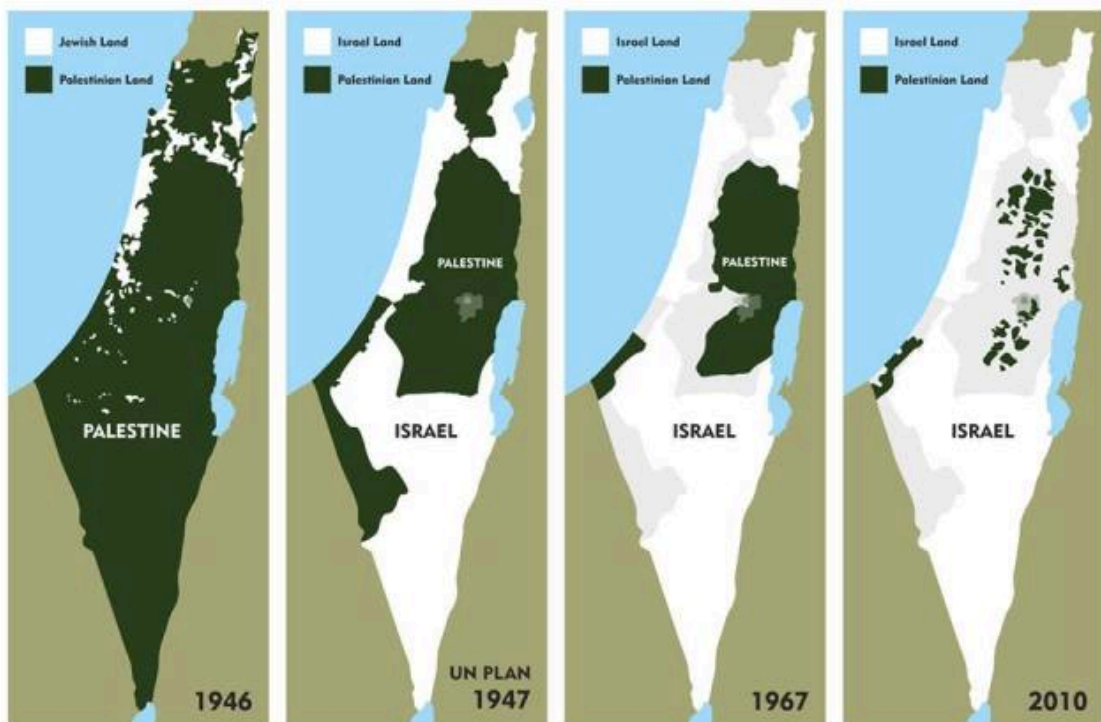 Jewish Land
Palestinian Land
PALESTINE
1946
Israel Land
Palestinian Land
PALESTINE
ISRAEL
UN PLAN
1947
Israel Land
Palestinian Land
PALESTINE
ISRAEL
1967
Israel Land
Palestinian Land
ISRAEL
2010